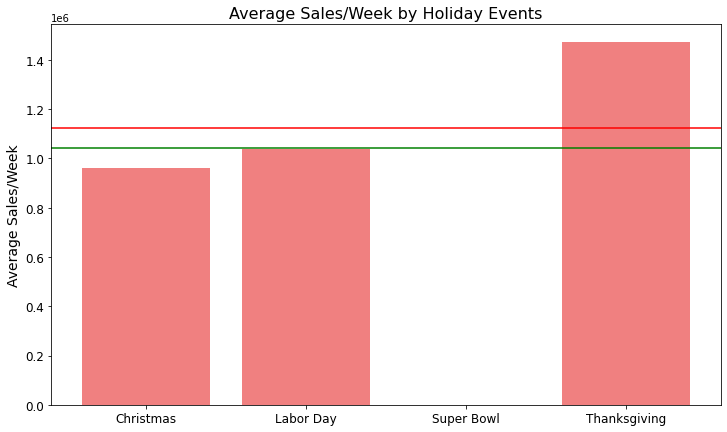 Average Sales/Week by Holiday Events
1e6
1.4
1.2
1.0
0.8
0.6
0.4
0.2
0.0
Average Sales/Week
Christmas
Labor Day
Super Bowl
Thanksgiving